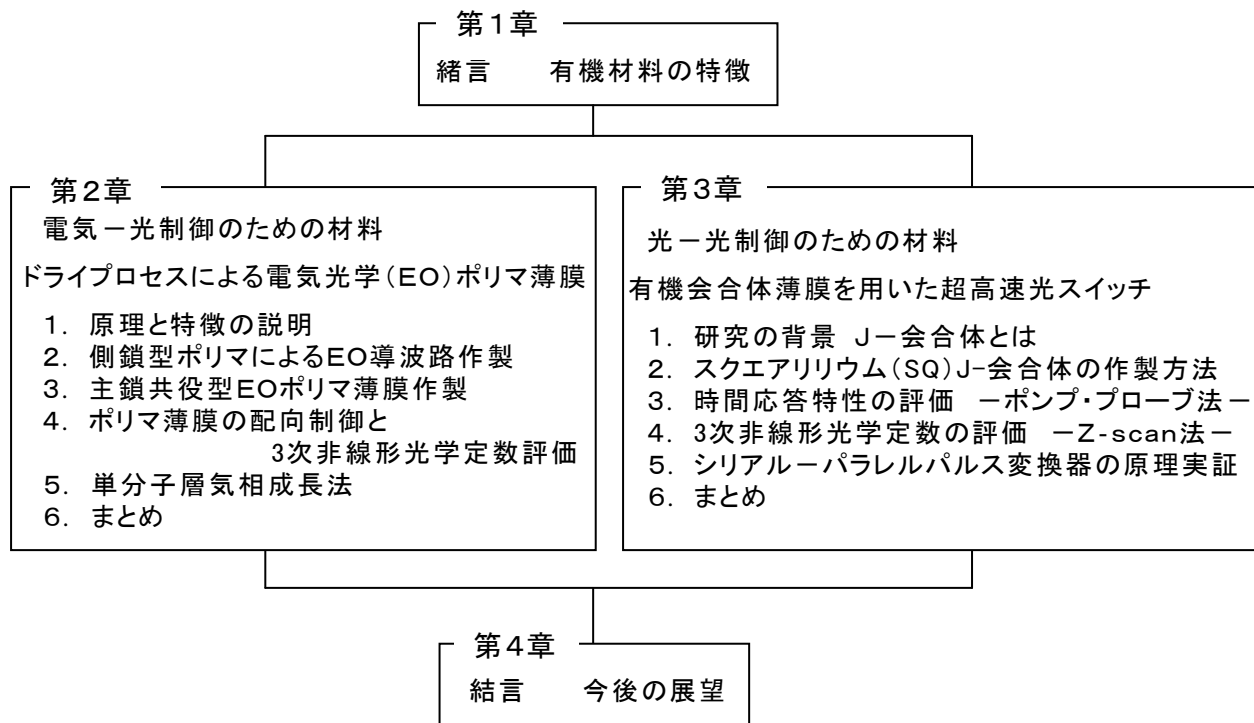 第1章
緒言　　有機材料の特徴
第2章
電気－光制御のための材料
ドライプロセスによる電気光学（EO）ポリマ薄膜
1.　原理と特徴の説明
2.　側鎖型ポリマによるEO導波路作製
3.　主鎖共役型EOポリマ薄膜作製
4.　ポリマ薄膜の配向制御と
3次非線形光学定数評価
5.　単分子層気相成長法
6.　まとめ
第3章
光－光制御のための材料
有機会合体薄膜を用いた超高速光スイッチ
1.　研究の背景　J－会合体とは
2.　スクエアリリウム（SQ）J-会合体の作製方法
3.　時間応答特性の評価　－ポンプ・プローブ法－
4.　3次非線形光学定数の評価　－Z-scan法－
5.　シリアル－パラレルパルス変換器の原理実証
6.　まとめ
第4章
結言　　今後の展望